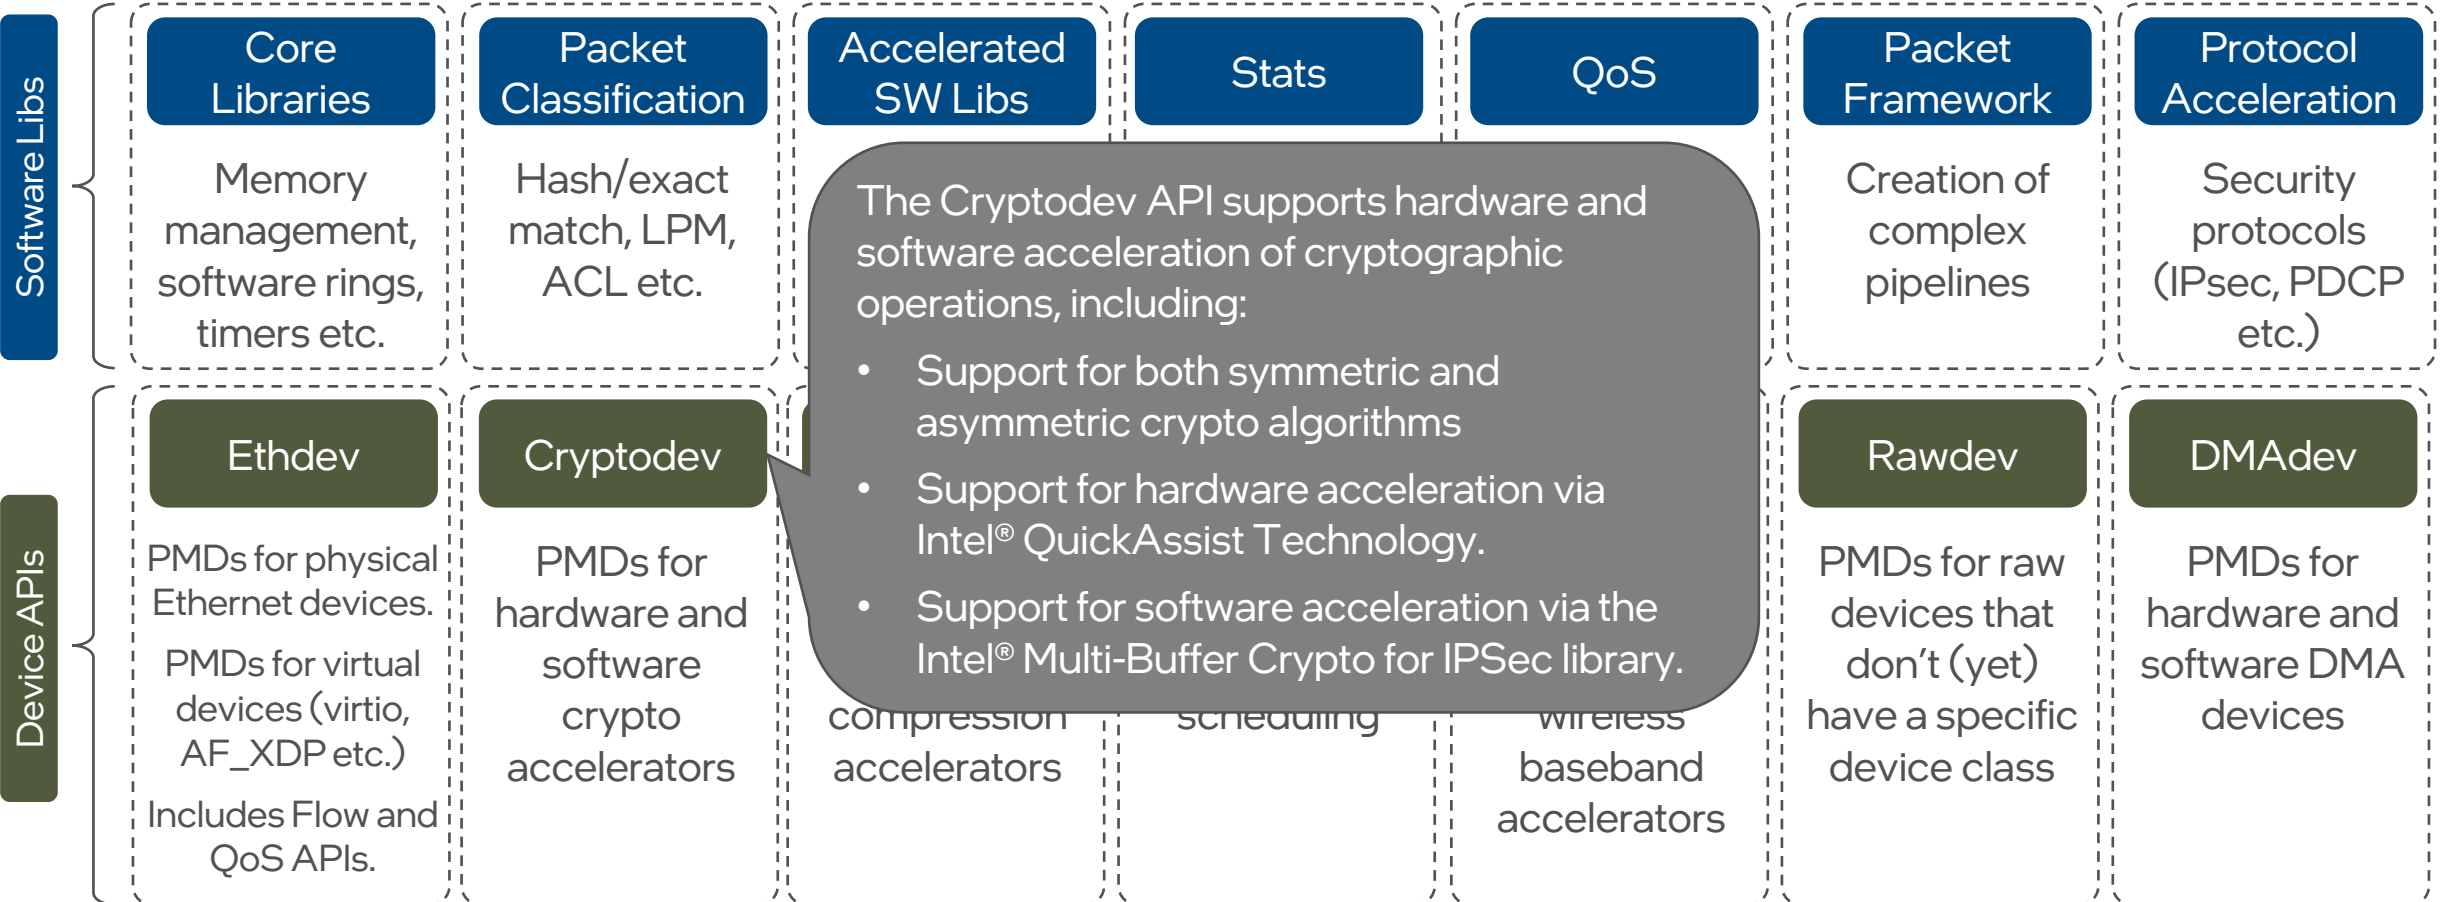 Software Libs
Core
Libraries
Memory
management,
software rings,
timers etc.
Packet
Classification
Hash/exact
match, LPM,
ACL etc.
Accelerated
SW Libs
Stats
QoS
Packet
Framework
Creation of
complex
pipelines
Protocol
Acceleration
Security
protocols
(IPsec, PDCP
etc.)
The Cryptodev API supports hardware and
software acceleration of cryptographic
operations, including:
• Support for both symmetric and
asymmetric crypto algorithms
• Support for hardware acceleration via
Intel® QuickAssist Technology.
• Support for software acceleration via the
Intel® Multi-Buffer Crypto for IPSec library.
Device APIs
Ethdev
PMDs for physical
Ethernet devices.
PMDs for virtual
devices (virtio,
AF_XDP etc.)
Includes Flow and
QoS APIs.
Cryptodev
PMDs for
hardware and
software
crypto
accelerators
compression
accelerators
scheduling
wireless
baseband
accelerators
Rawdev
PMDs for raw
devices that
don't (yet)
have a specific
device class
DMAdev
PMDs for
hardware and
software DMA
devices